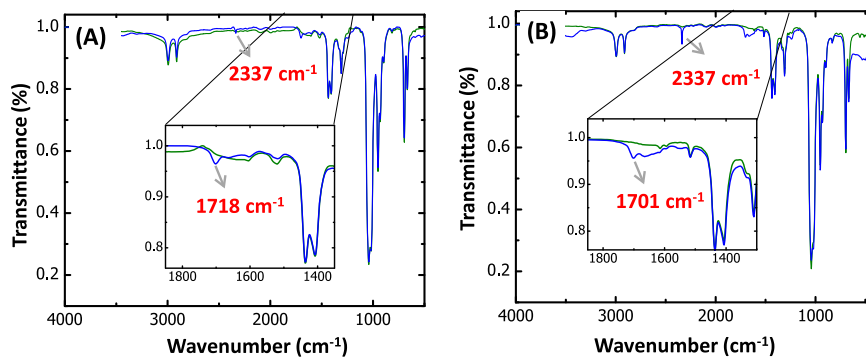 (A)
Transmittance (%)
1.0
0.8
0.6
0.4
0.2
2337 cm-1
1.0
0.9
0.8
1718 cm-1
1800 1600 1400
4000 3000 2000 1000
Wavenumber (cm-1)
(B)
Transmittance (%)
1.0
0.8
0.6
0.4
0.2
2337 cm-1
1.0
0.9
0.8
1701 cm-1
1800 1600 1400
4000 3000 2000 1000
Wavenumber (cm-1)